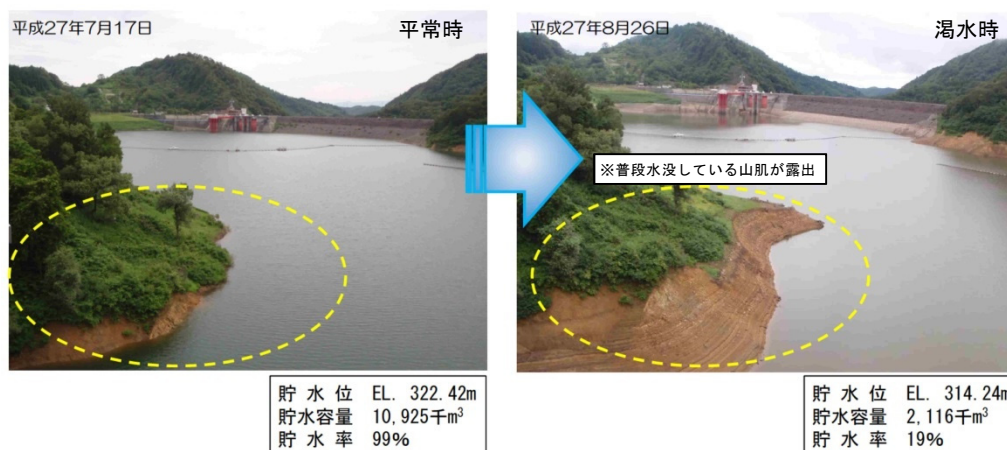 平成27年7月17日
平常時
平成27年8月26日
渇水時
※普段水没している山肌が露出
貯水位 EL. 322.42m
貯水容量 10,925千m³
貯水率 99%
貯水位 EL. 314.24m
貯水容量 2,116千m³
貯水率 19%